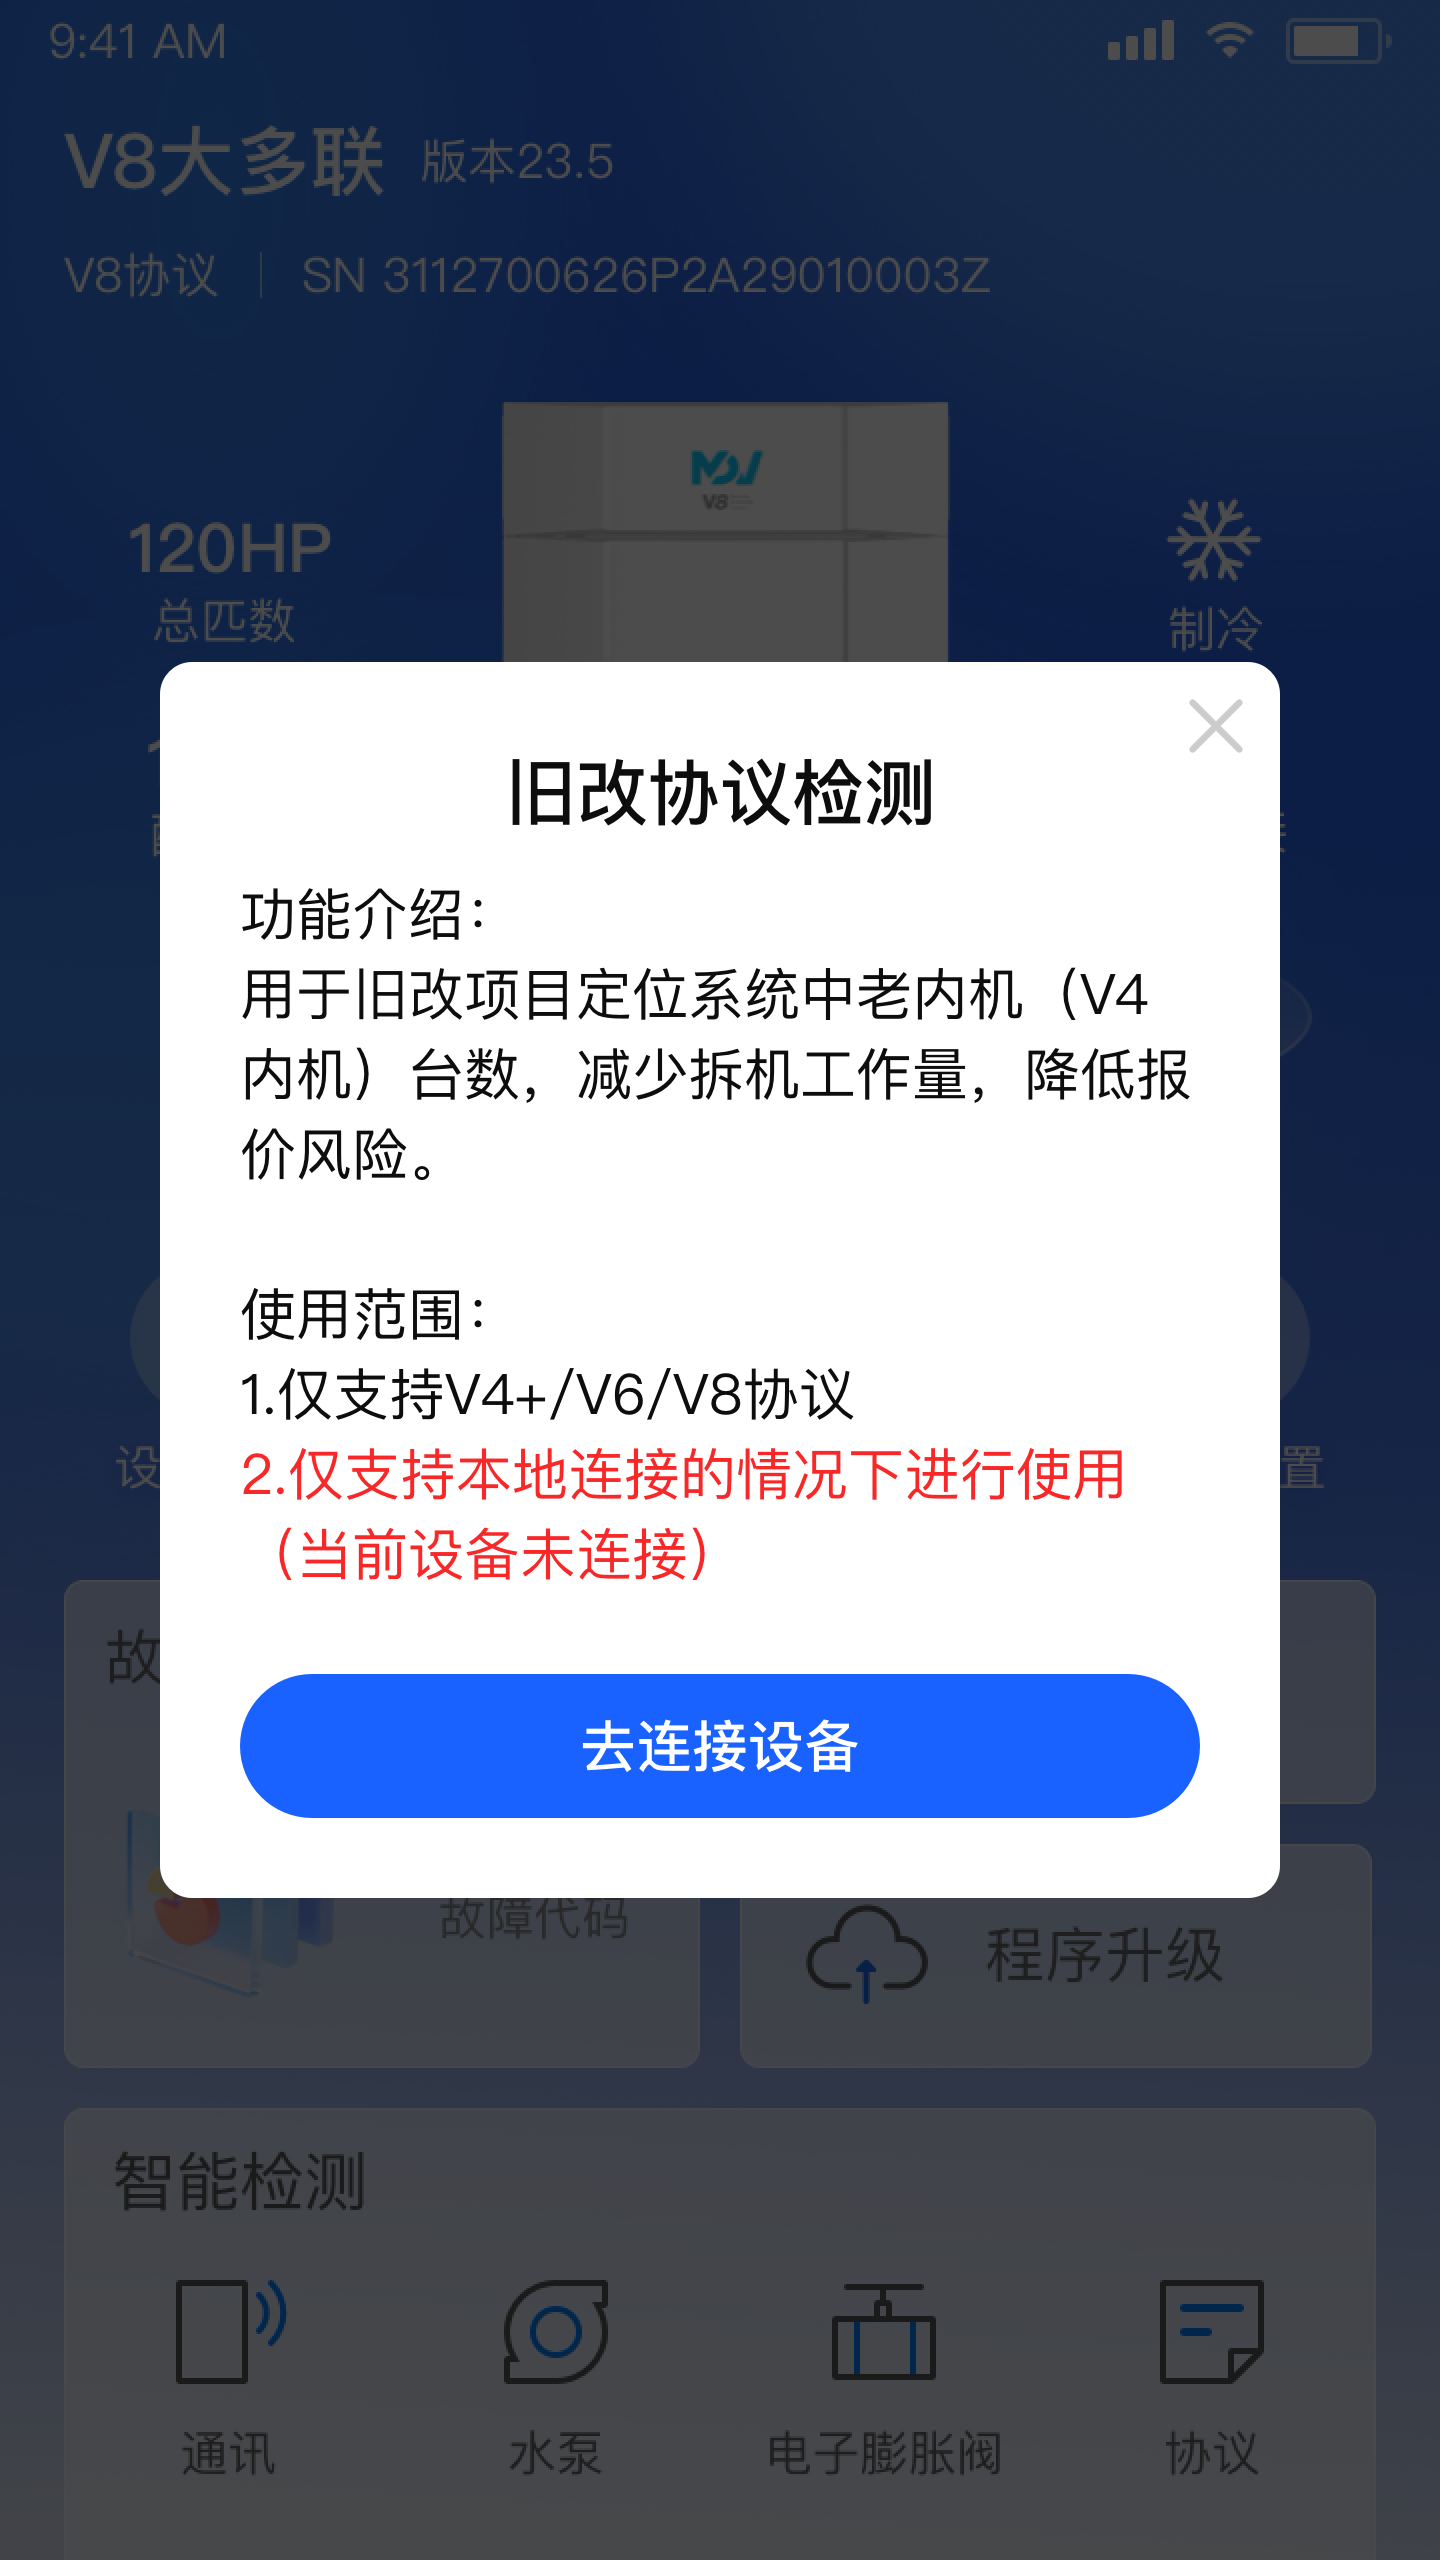 9:41 AM
V8大多联 版本23.5
V8协议 SN 3112700626P2A29010003Z
MDV
V8
120HP
总匹数
制冷
旧改协议检测
功能介绍：
用于旧改项目定位系统中老内机（V4
内机）台数，减少拆机工作量，降低报
价风险。
使用范围：
1.仅支持V4+/V6/V8协议
2.仅支持本地连接的情况下进行使用
（当前设备未连接）
设
置
故
去连接设备
故障代码
程序升级
智能检测
通讯 水泵 电子膨胀阀 协议